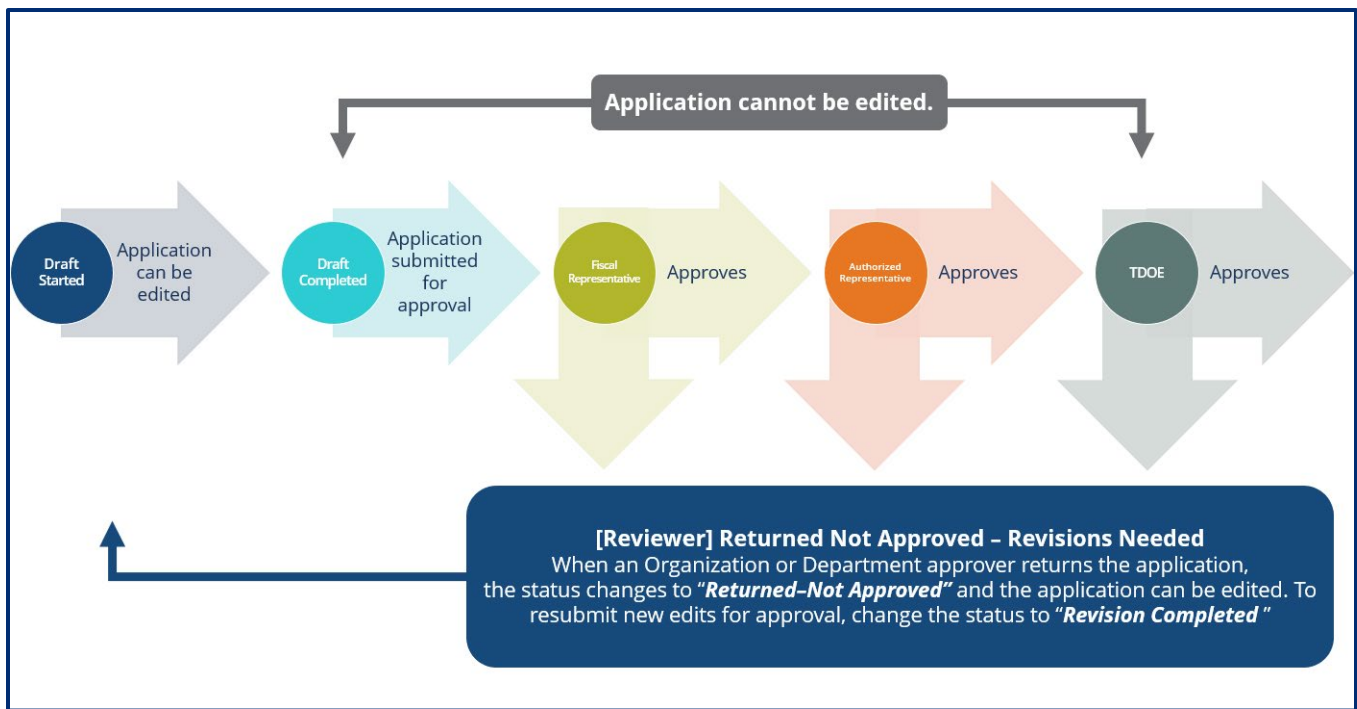 Application cannot be edited.
Draft
Started
Application
can be
edited
Draft
Completed
Application
submitted
for
approval
Fiscal
Representative
Approves
Authorized
Representative
Approves
TDOE
Approves
[Reviewer] Returned Not Approved – Revisions Needed
When an Organization or Department approver returns the application,
the status changes to “Returned–Not Approved” and the application can be edited. To
resubmit new edits for approval, change the status to “Revision Completed ”